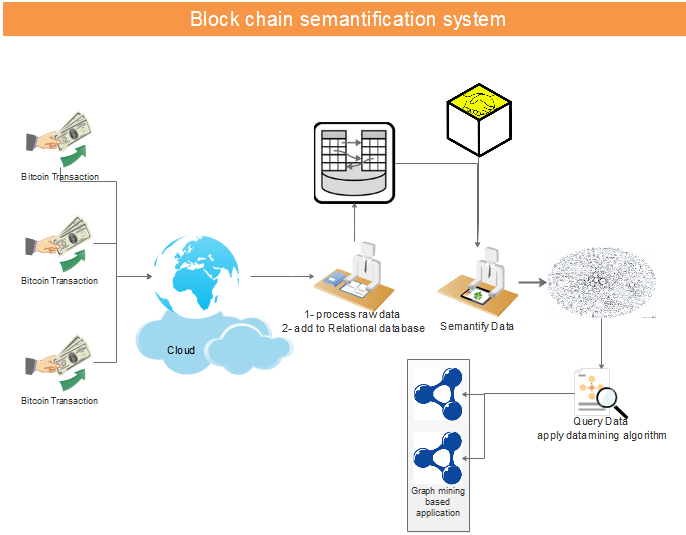 Block chain semantification system
Bitcoin Transaction
Bitcoin Transaction
Bitcoin Transaction
Cloud
1- process raw data
2- add to Relational database
Semantify Data
Query Data
apply datamining algorithm
Graph mining
based
application